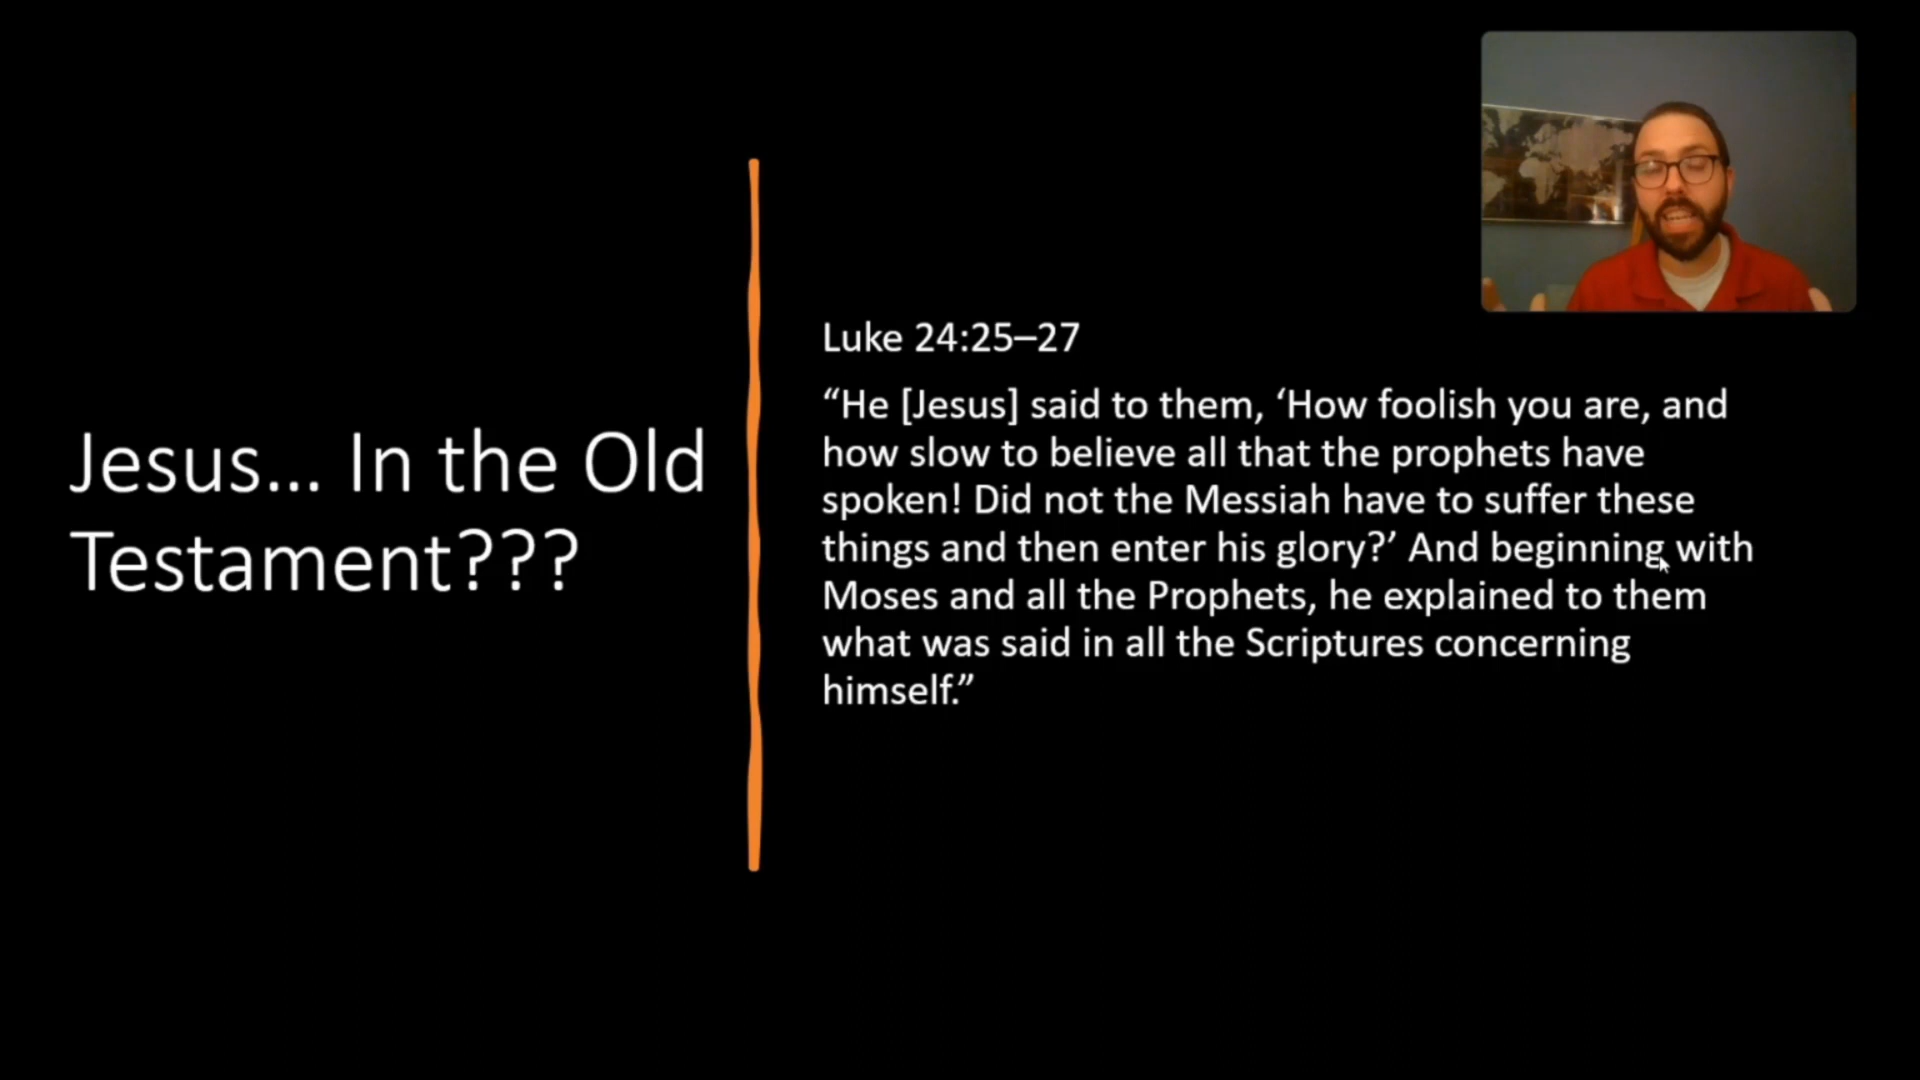 Jesus... In the Old
Testament???
Luke 24:25–27
“He [Jesus] said to them, ‘How foolish you are, and
how slow to believe all that the prophets have
spoken! Did not the Messiah have to suffer these
things and then enter his glory?’ And beginning with
Moses and all the Prophets, he explained to them
what was said in all the Scriptures concerning
himself.”